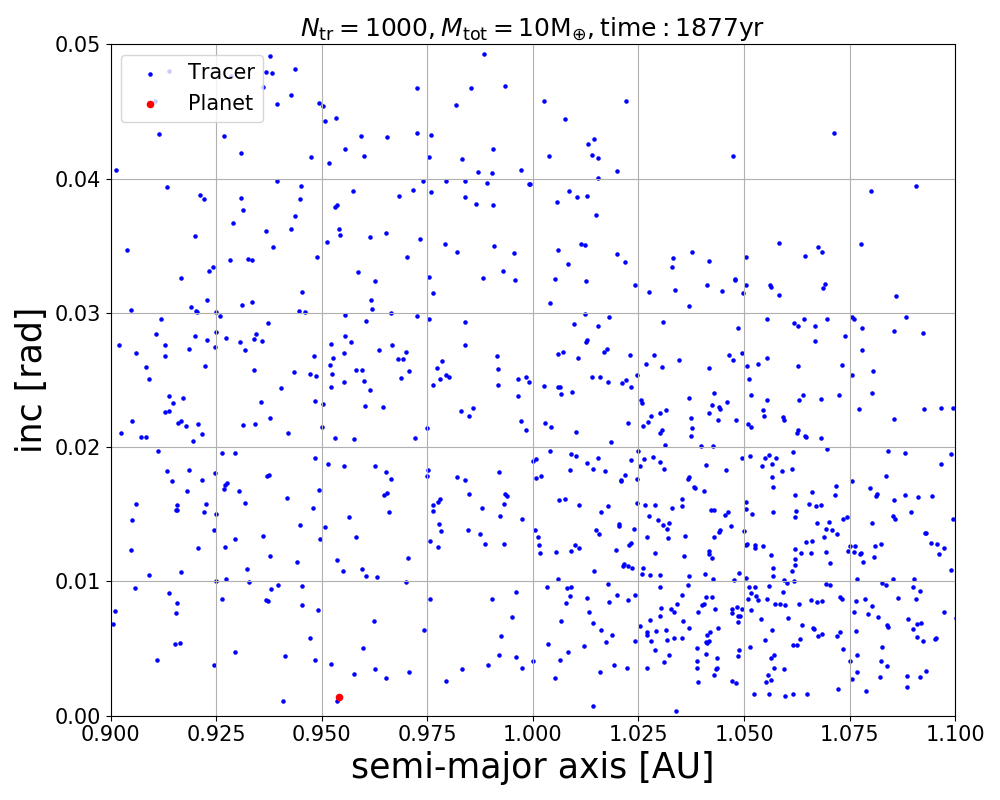 N_tr = 1000, M_tot = 10M_⊕, time : 1877yr
Tracer
Planet
inc [rad]
0.05
0.04
0.03
0.02
0.01
0.00
0.900 0.925 0.950 0.975 1.000 1.025 1.050 1.075 1.100
semi-major axis [AU]